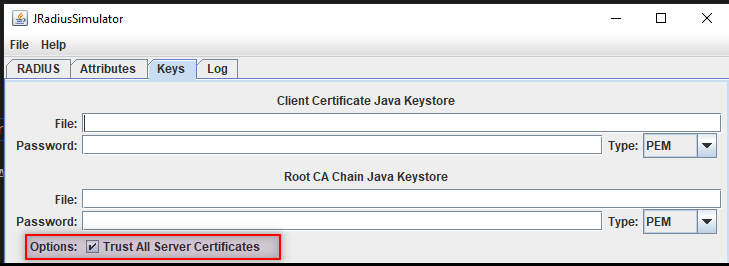 JRadiusSimulator
File Help
RADIUS Attributes Keys Log
Client Certificate Java Keystore
File:
Password: Type: PEM
Root CA Chain Java Keystore
File:
Password: Type: PEM
Options: Trust All Server Certificates